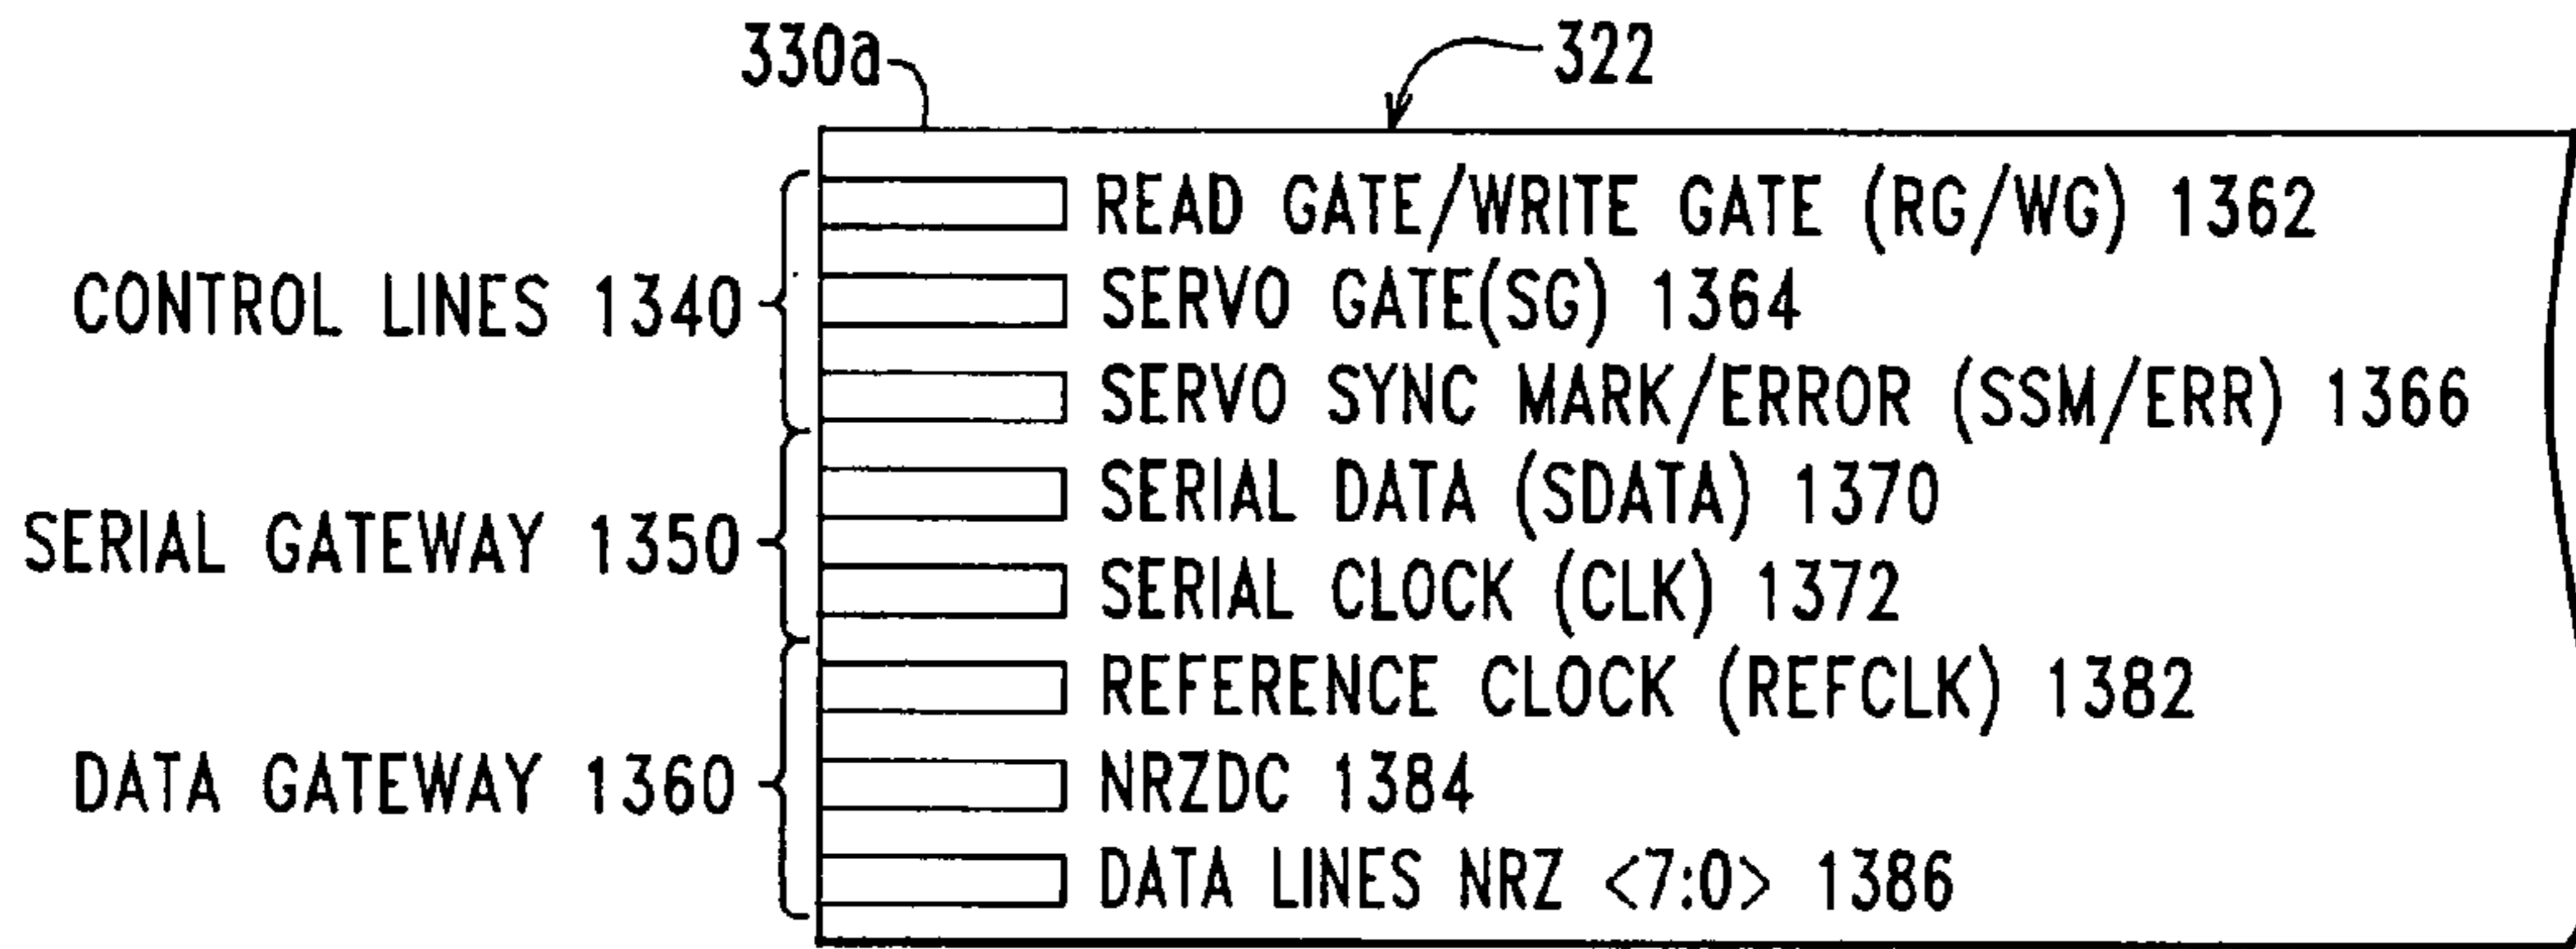 330a
322
READ GATE/WRITE GATE (RG/WG) 1362
CONTROL LINES 1340
SERVO GATE(SG) 1364
SERVO SYNC MARK/ERROR (SSM/ERR) 1366
SERIAL DATA (SDATA) 1370
SERIAL GATEWAY 1350
SERIAL CLOCK (CLK) 1372
REFERENCE CLOCK (REFCLK) 1382
DATA GATEWAY 1360
NRZDC 1384
DATA LINES NRZ <7:0> 1386